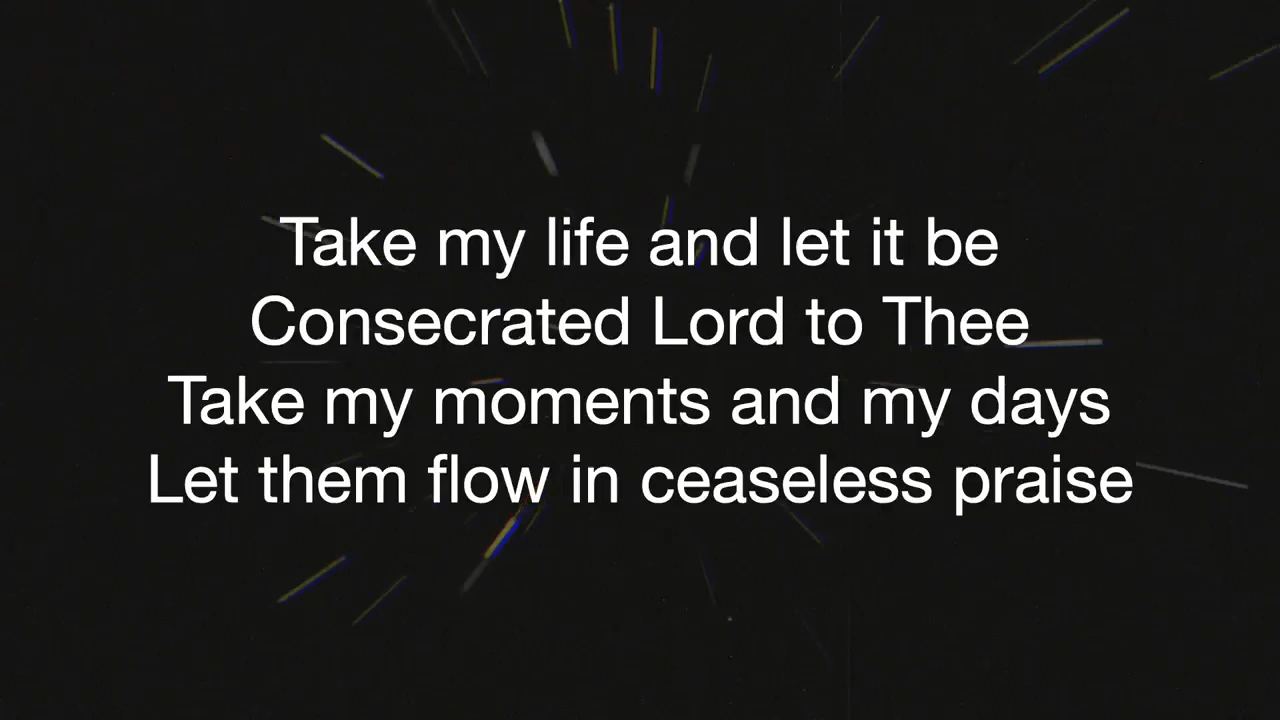 Take my life and let it be
Consecrated Lord to Thee
Take my moments and my days
Let them flow in ceaseless praise